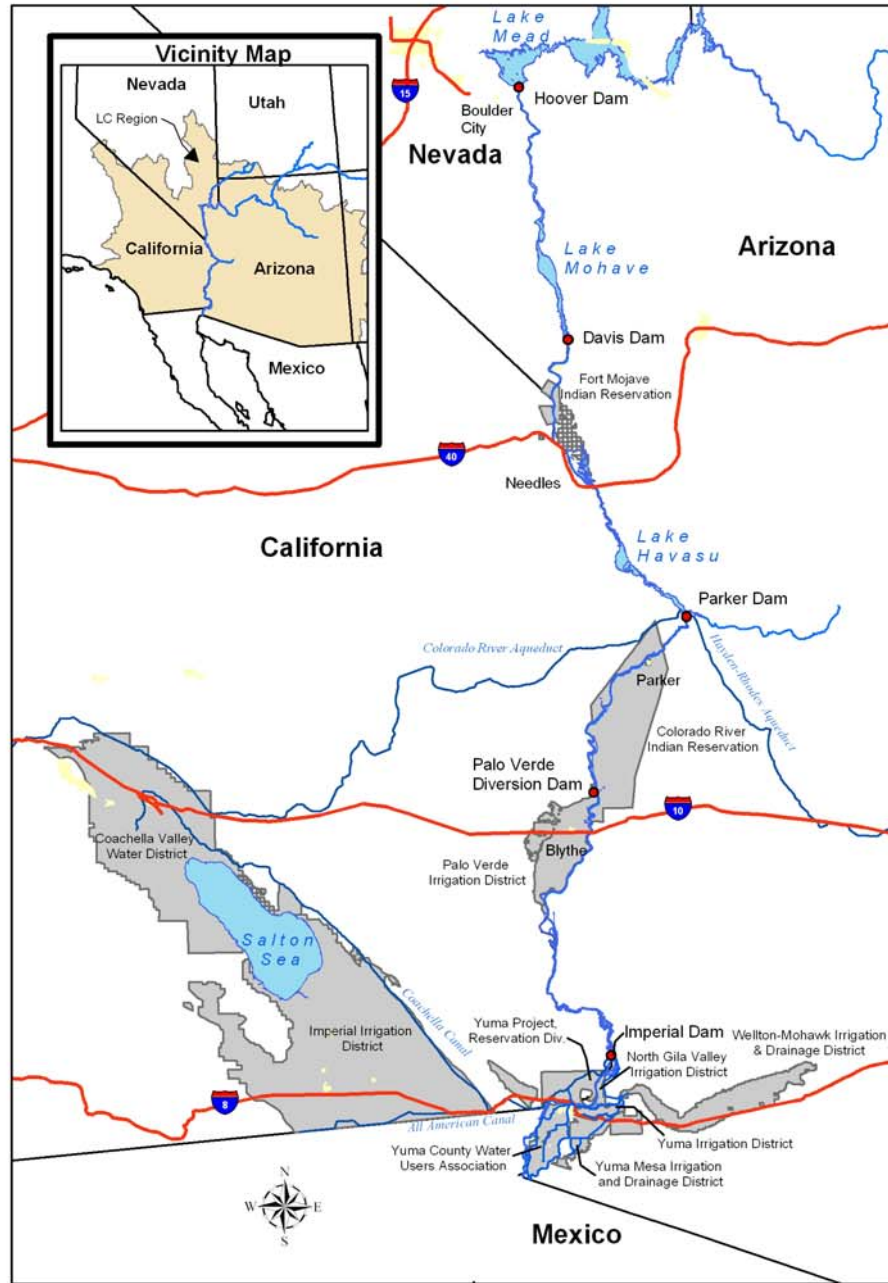 Vicinity Map
Nevada
Utah
LC Region
California
Arizona
Mexico
Lake
Mead
15
Boulder
City
Hoover Dam
Nevada
Arizona
Lake
Mohave
Davis Dam
Fort Mojave
Indian Reservation
40
Needles
California
Lake
Havasu
Parker Dam
Colorado River Aqueduct
Hayden-Rhodes Aqueduct
Parker
Colorado River
Indian Reservation
Palo Verde
Diversion Dam
10
Coachella Valley
Water District
Blythe
Palo Verde
Irrigation District
Salton
Sea
Coachella Canal
Imperial Irrigation
District
Yuma Project,
Reservation Div.
Imperial Dam
North Gila Valley
Irrigation District
Wellton-Mohawk Irrigation
& Drainage District
8
All American Canal
Yuma Irrigation District
Yuma County Water
Users Association
Yuma Mesa Irrigation
and Drainage District
N
W
E
S
Mexico